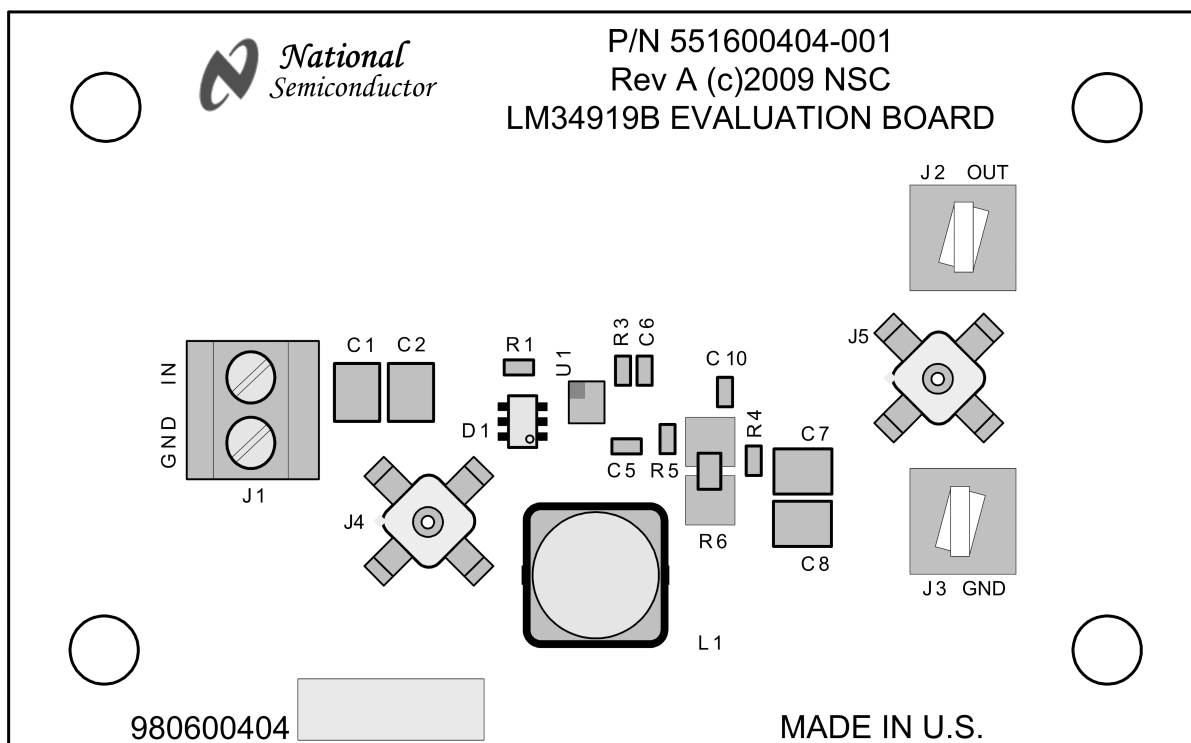 National
Semiconductor
P/N 551600404-001
Rev A (c)2009 NSC
LM34919B EVALUATION BOARD
J2 OUT
J5
C1
C2
R1
U1
R3
C6
C10
IN
GND
J1
D1
C5
R5
R4
C7
J4
R6
C8
J3 GND
L1
980600404
MADE IN U.S.